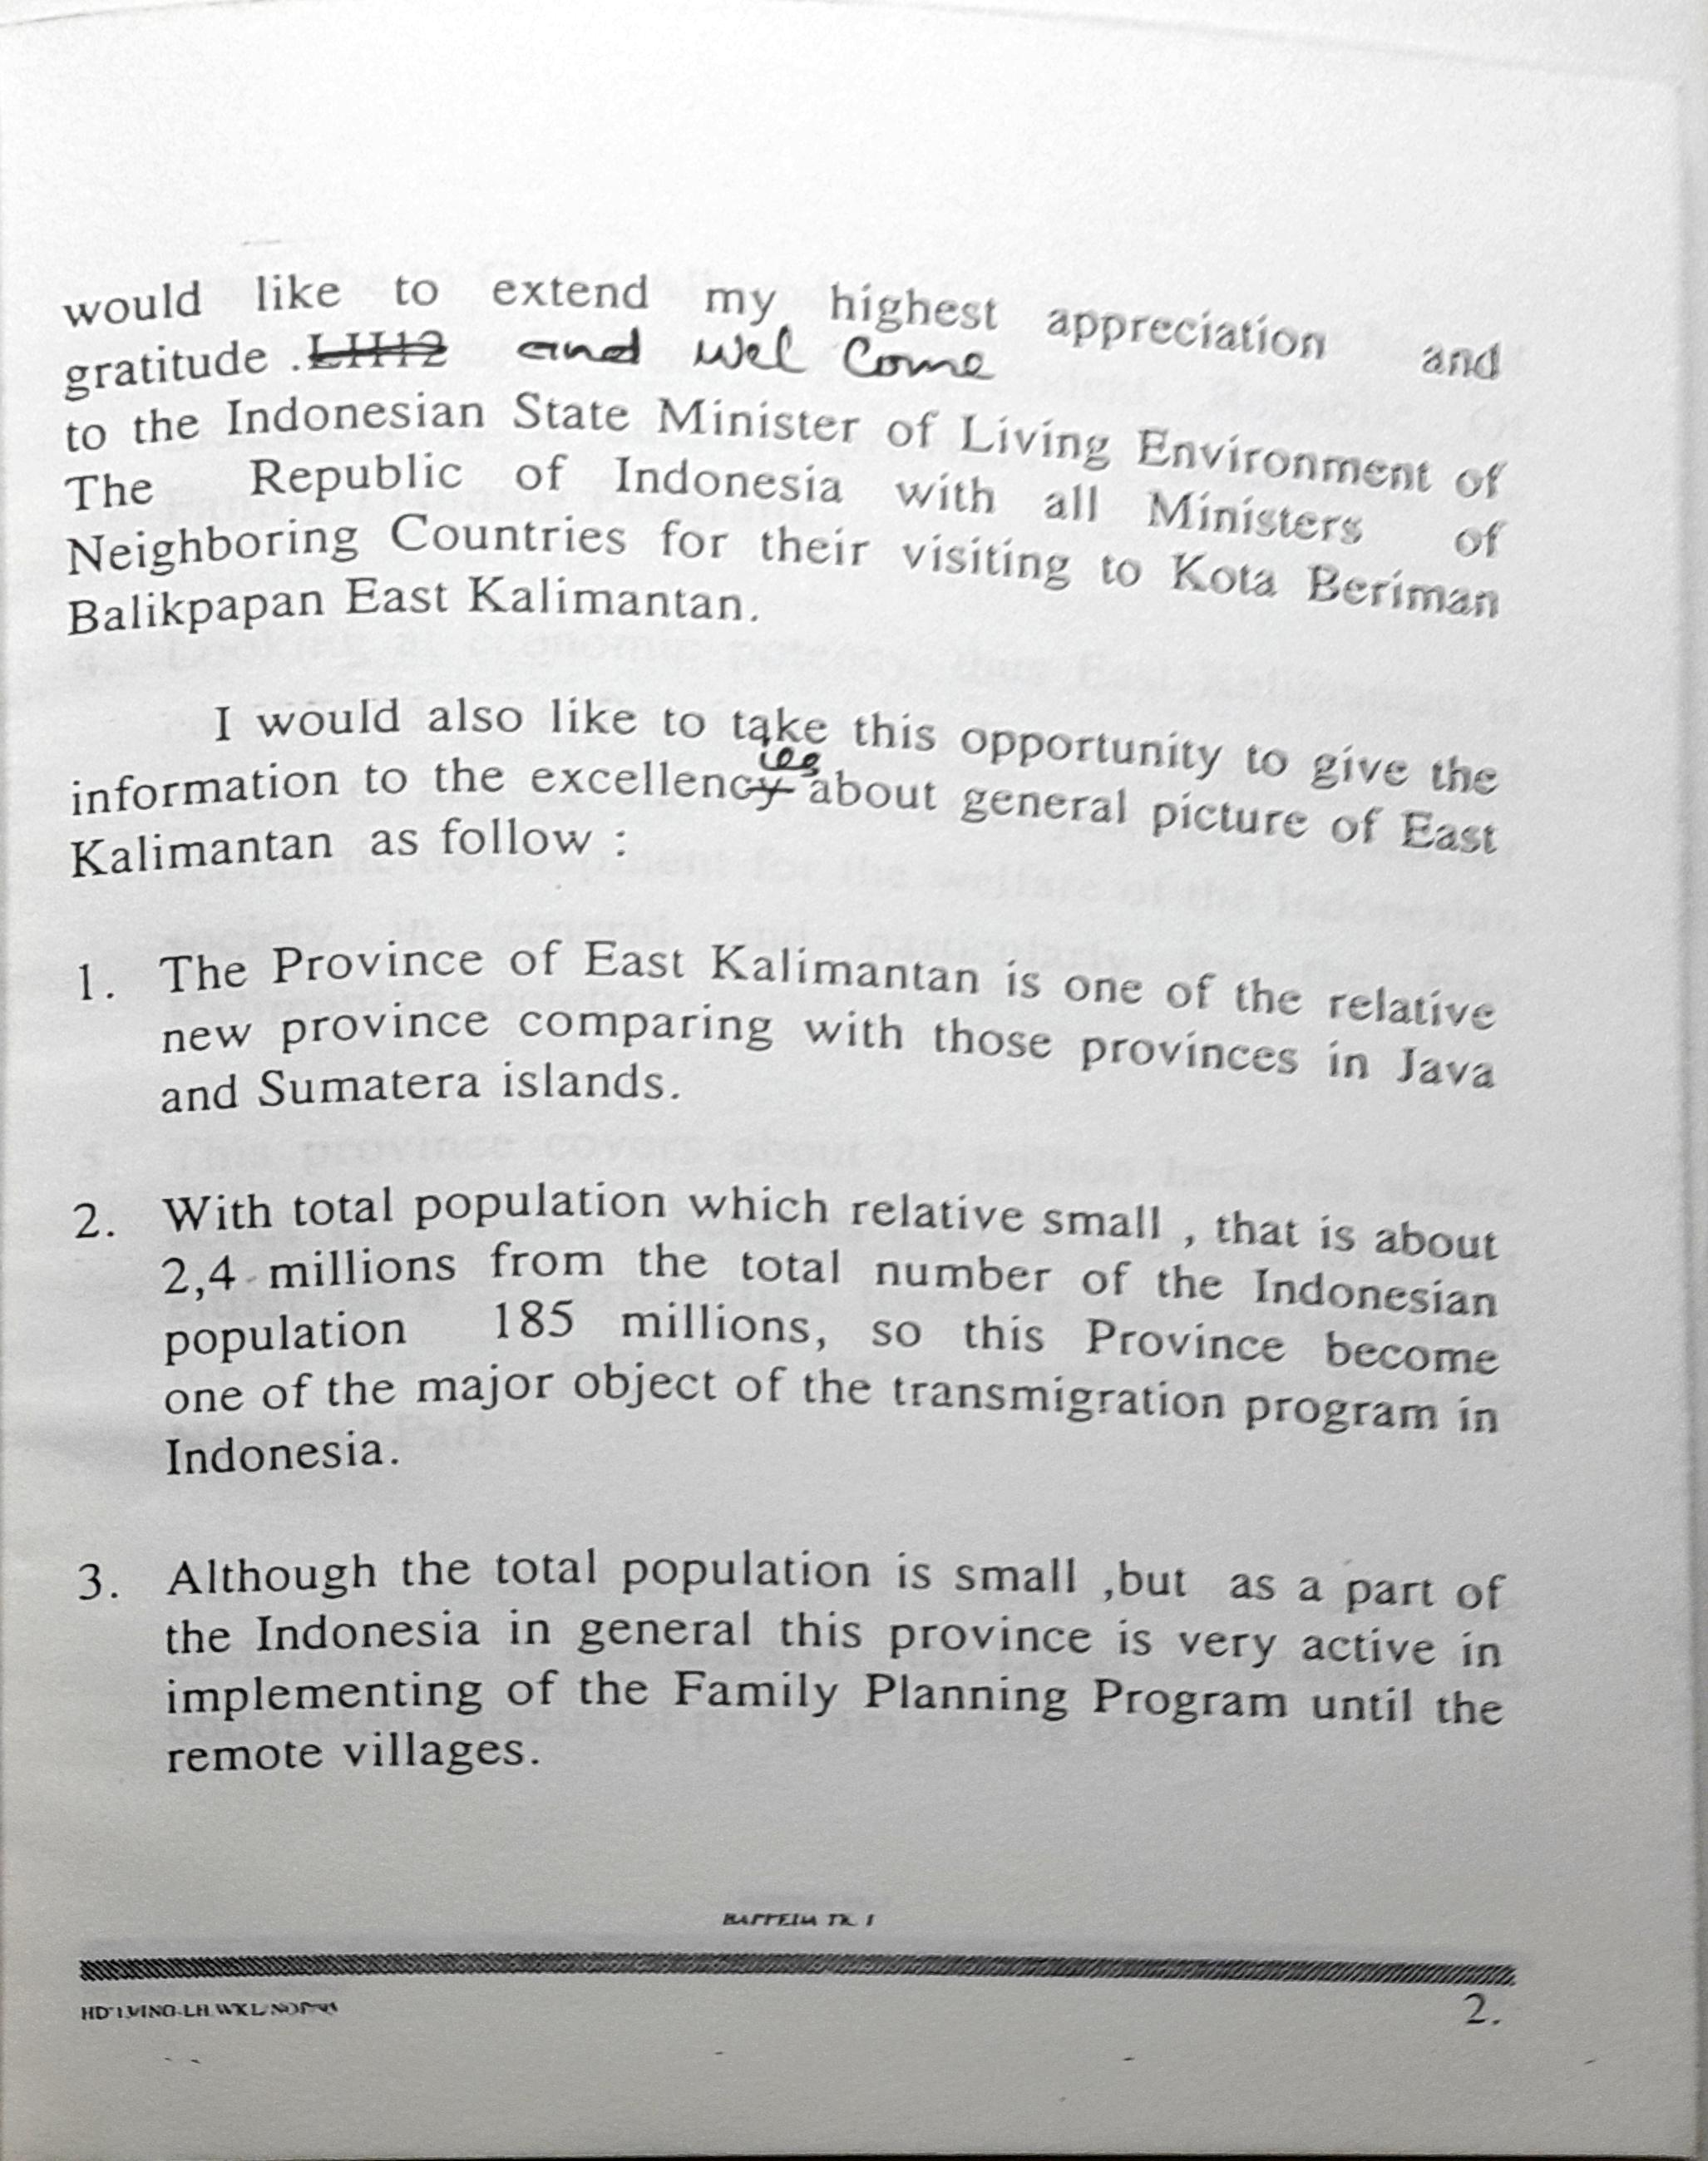 would like to extend my highest appreciation and
gratitude . LH12 and wel come
to the Indonesian State Minister of Living Environment of
The Republic of Indonesia with all Ministers of
Neighboring Countries for their visiting to Kota Beriman
Balikpapan East Kalimantan.
I would also like to take this opportunity to give the
information to the excellencyies about general picture of East
Kalimantan as follow :
1. The Province of East Kalimantan is one of the relative
new province comparing with those provinces in Java
and Sumatera islands.
2. With total population which relative small , that is about
2,4 millions from the total number of the Indonesian
population 185 millions, so this Province become
one of the major object of the transmigration program in
Indonesia.
3. Although the total population is small ,but as a part of
the Indonesia in general this province is very active in
implementing of the Family Planning Program until the
remote villages.
BAPPEDA TK. I
2.